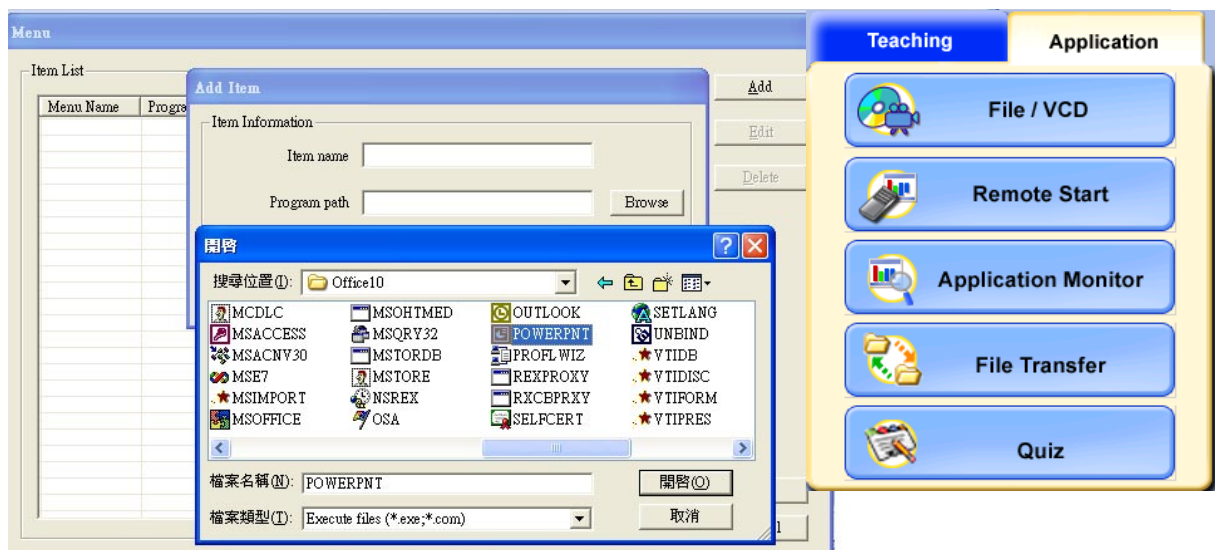 Menu
Item List
Menu Name
Add
Edit
Delete
Add Item
Item Information
Item name
Program path
Browse
開啓
搜尋位置(I):
Office10
MCDLC
MSACCESS
MSACNV30
MSE7
MSIMPORT
MSOFFICE
MSOHTMED
MSQRY32
MSTORDB
MSTORE
NSREX
OSA
OUTLOOK
POWERPNT
PROFLWIZ
REXPROXY
RXCBPRXY
SELFCERT
SETLANG
UNBIND
VTIDB
VTIDISC
VTIFORM
VTIPRES
檔案名稱(N):
POWERPNT
開啓(O)
檔案類型(T):
Execute files (*.exe;*.com)
取消
Teaching
Application
File / VCD
Remote Start
Application Monitor
File Transfer
Quiz